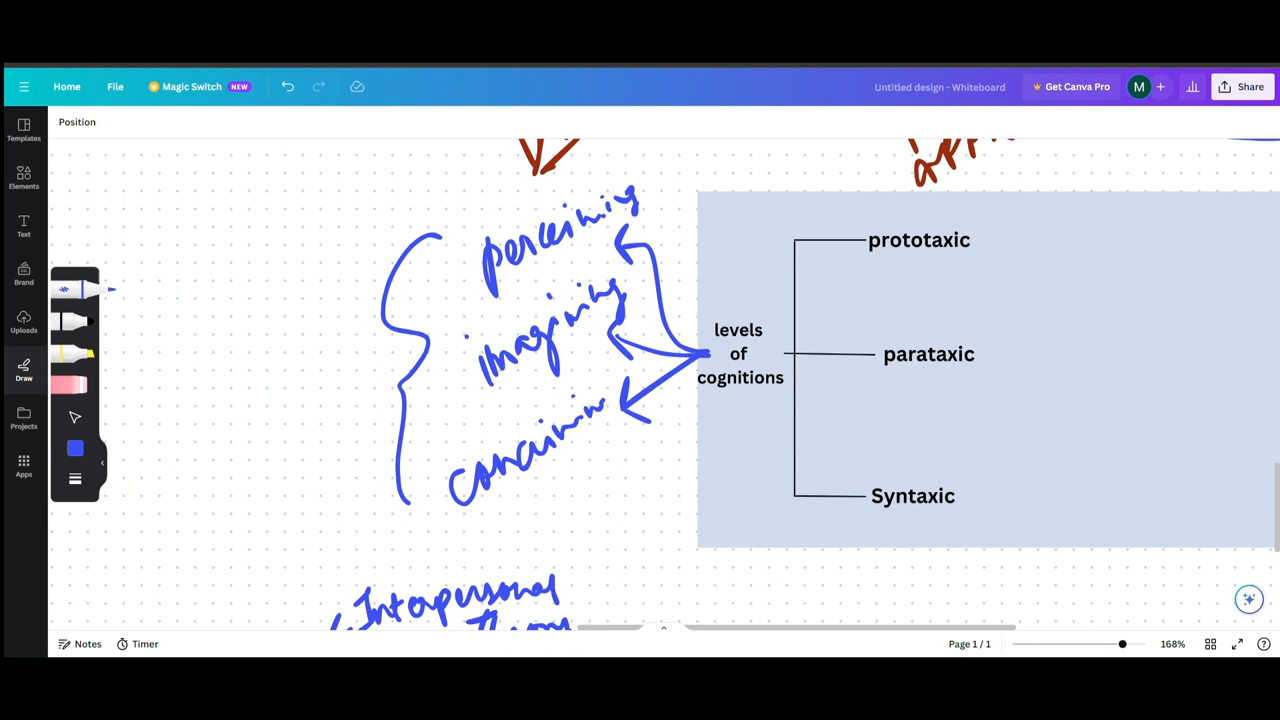 Home
File
Magic Switch NEW
Untitled design - Whiteboard
Get Canva Pro
M
+
Share
Position
Templates
Elements
Text
Brand
Uploads
Draw
Projects
Apps
perceiving
imagining
levels
of
cognitions
prototaxic
parataxic
Syntaxic
Interpersonal
Notes
Timer
Page 1 / 1
168%